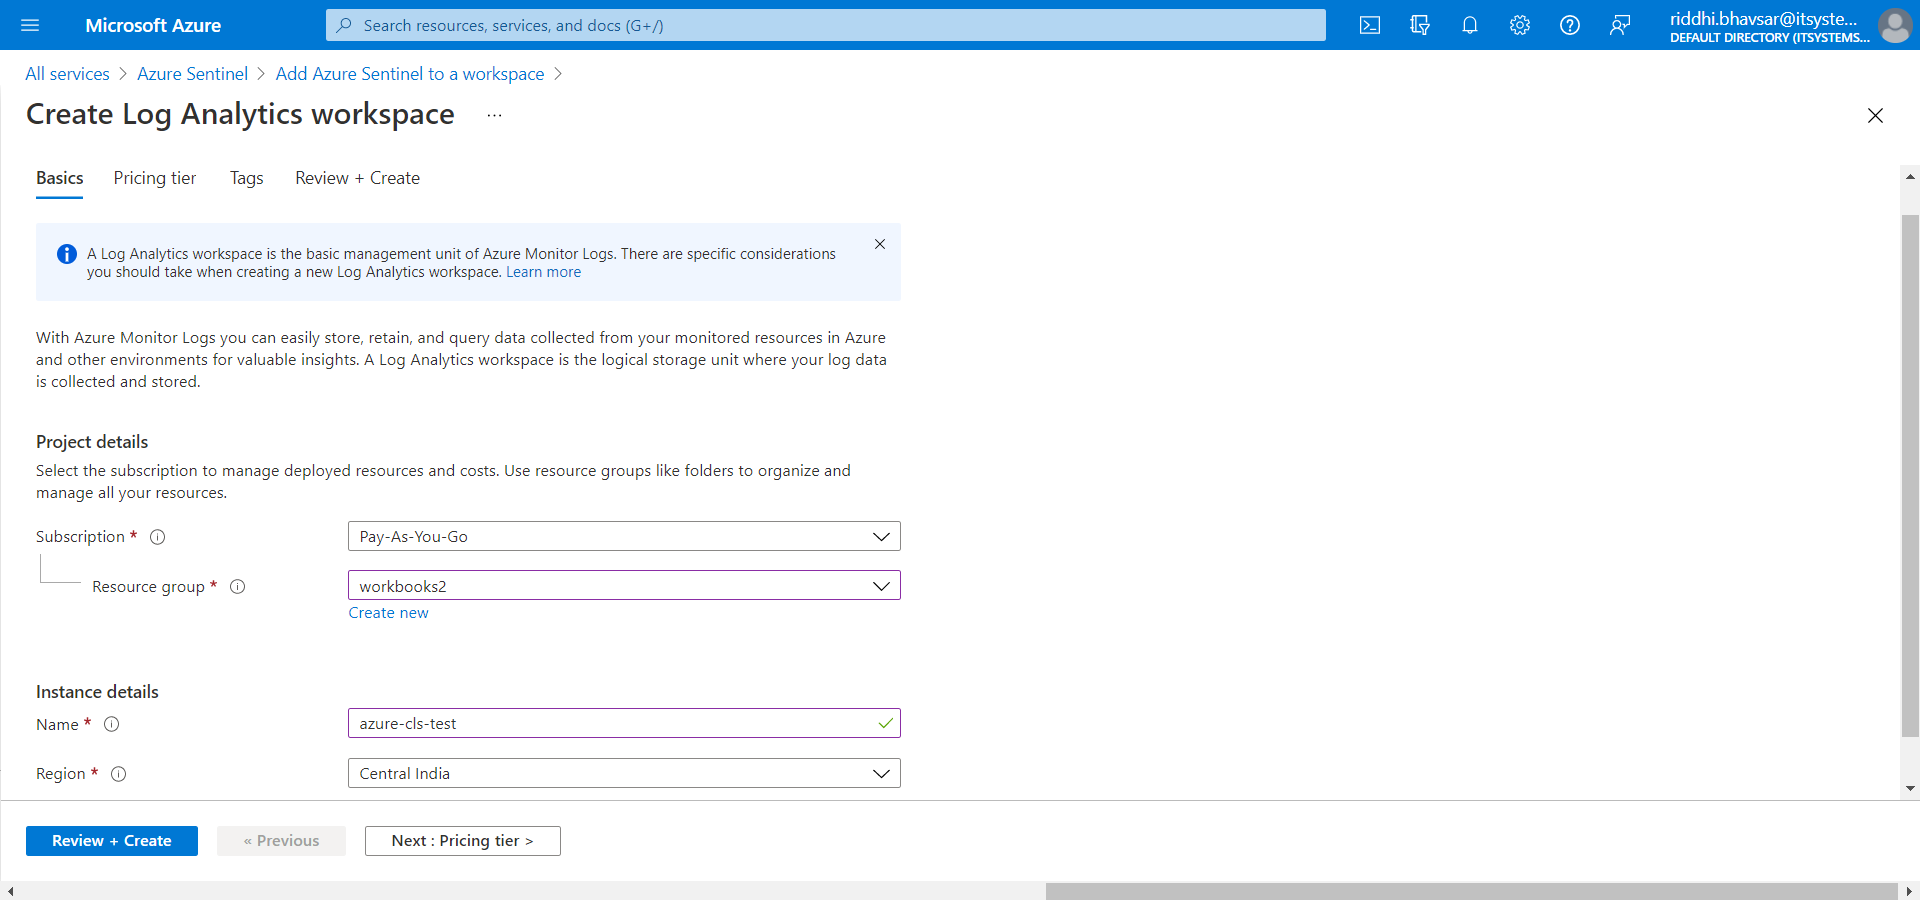 Microsoft Azure
Search resources, services, and docs (G+/)
riddhi.bhavsar@itsyste...
DEFAULT DIRECTORY (ITSYSTEMS...
All services > Azure Sentinel > Add Azure Sentinel to a workspace >
Create Log Analytics workspace ...
Basics Pricing tier Tags Review + Create
A Log Analytics workspace is the basic management unit of Azure Monitor Logs. There are specific considerations
you should take when creating a new Log Analytics workspace. Learn more
With Azure Monitor Logs you can easily store, retain, and query data collected from your monitored resources in Azure
and other environments for valuable insights. A Log Analytics workspace is the logical storage unit where your log data
is collected and stored.
Project details
Select the subscription to manage deployed resources and costs. Use resource groups like folders to organize and
manage all your resources.
Subscription * Pay-As-You-Go
Resource group * workbooks2
Create new
Instance details
Name * azure-cls-test
Region * Central India
Review + Create « Previous Next : Pricing tier >